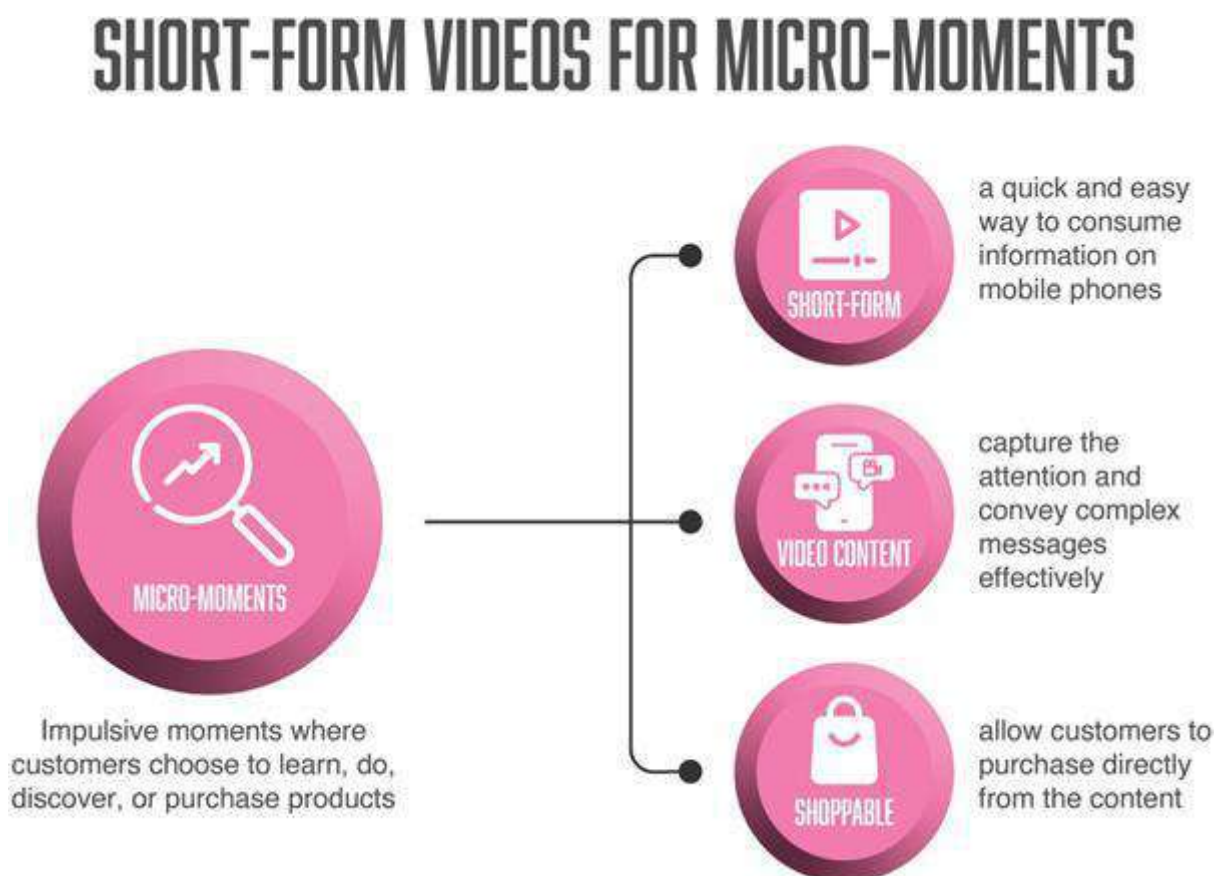 SHORT-FORM VIDEOS FOR MICRO-MOMENTS
MICRO-MOMENTS
Impulsive moments where
customers choose to learn, do,
discover, or purchase products
SHORT-FORM
a quick and easy
way to consume
information on
mobile phones
VIDEO CONTENT
capture the
attention and
convey complex
messages
effectively
SHOPPABLE
allow customers to
purchase directly
from the content